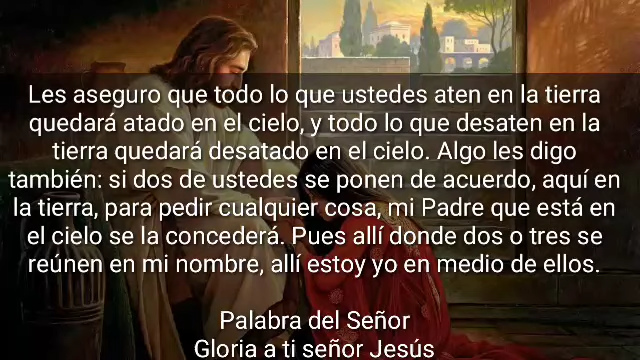 Les aseguro que todo lo que ustedes aten en la tierra
quedará atado en el cielo, y todo lo que desaten en la
tierra quedará desatado en el cielo. Algo les digo
también: si dos de ustedes se ponen de acuerdo, aquí en
la tierra, para pedir cualquier cosa, mi Padre que está en
el cielo se la concederá. Pues allí donde dos o tres se
reúnen en mi nombre, allí estoy yo en medio de ellos.
Palabra del Señor
Gloria a ti señor Jesús